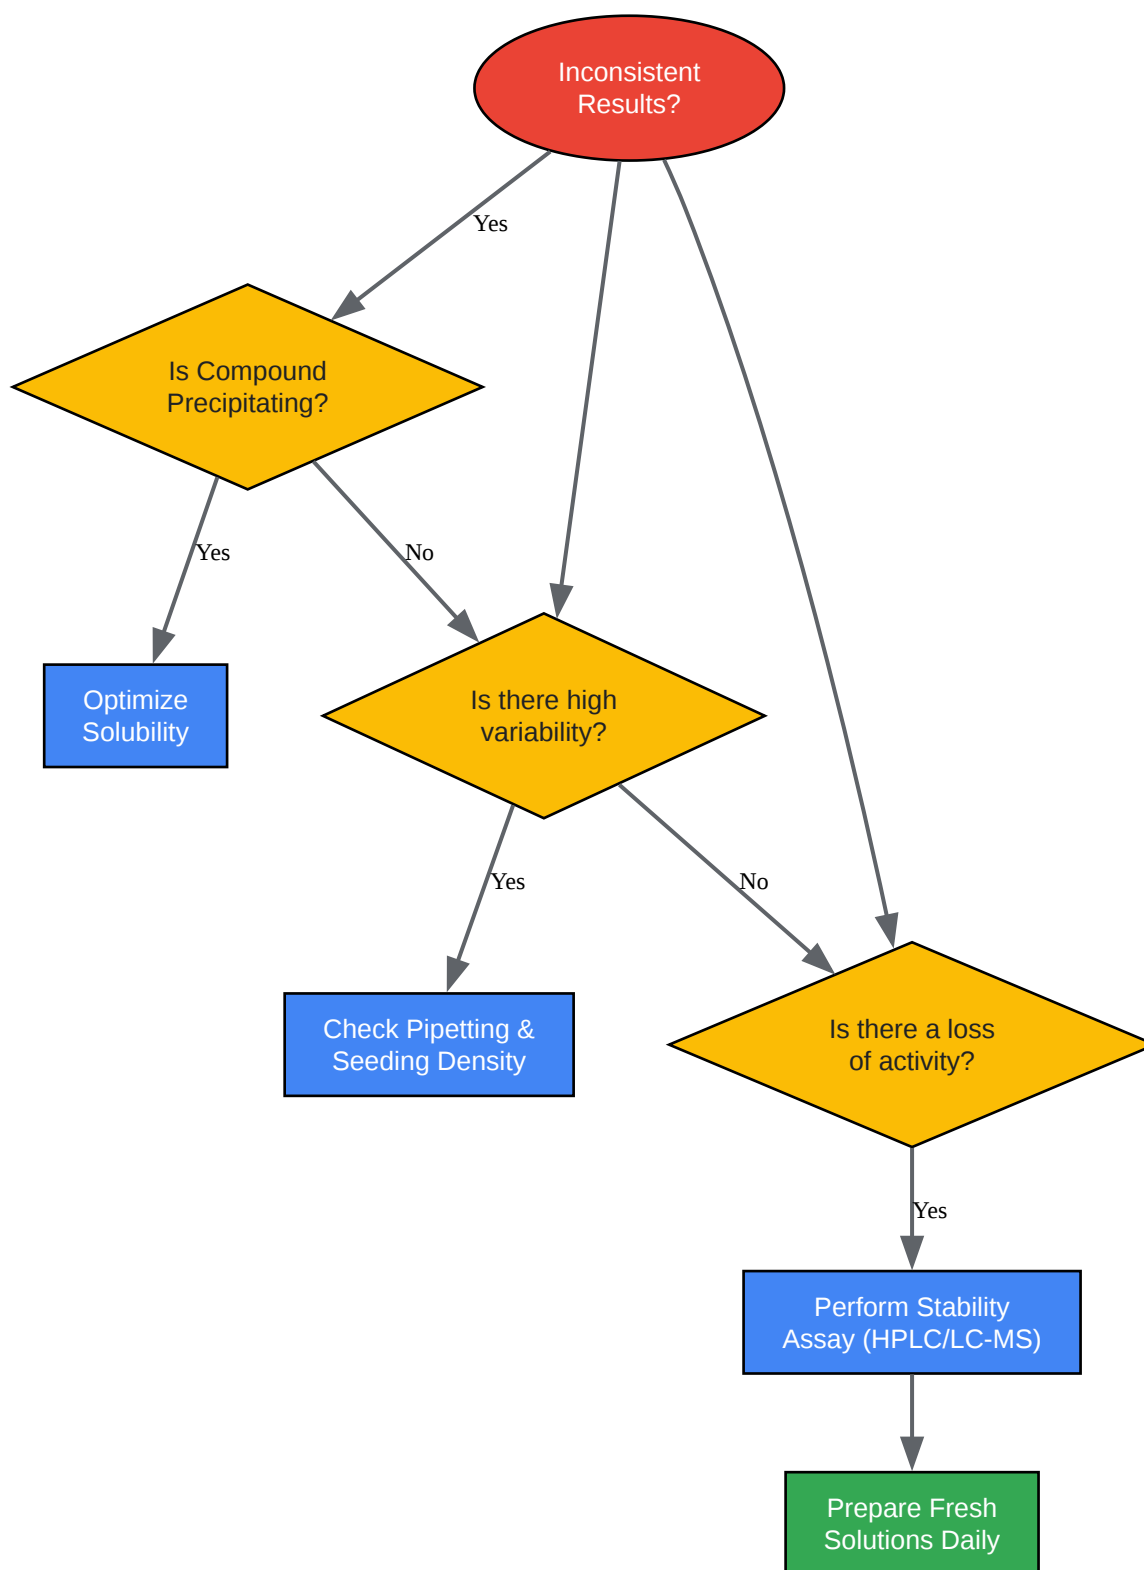 Inconsistent
Results?
Yes
Is Compound
Precipitating?
Yes
No
Optimize
Solubility
Is there high
variability?
Yes
No
Check Pipetting &
Seeding Density
Is there a loss
of activity?
Yes
Perform Stability
Assay (HPLC/LC-MS)
Prepare Fresh
Solutions Daily